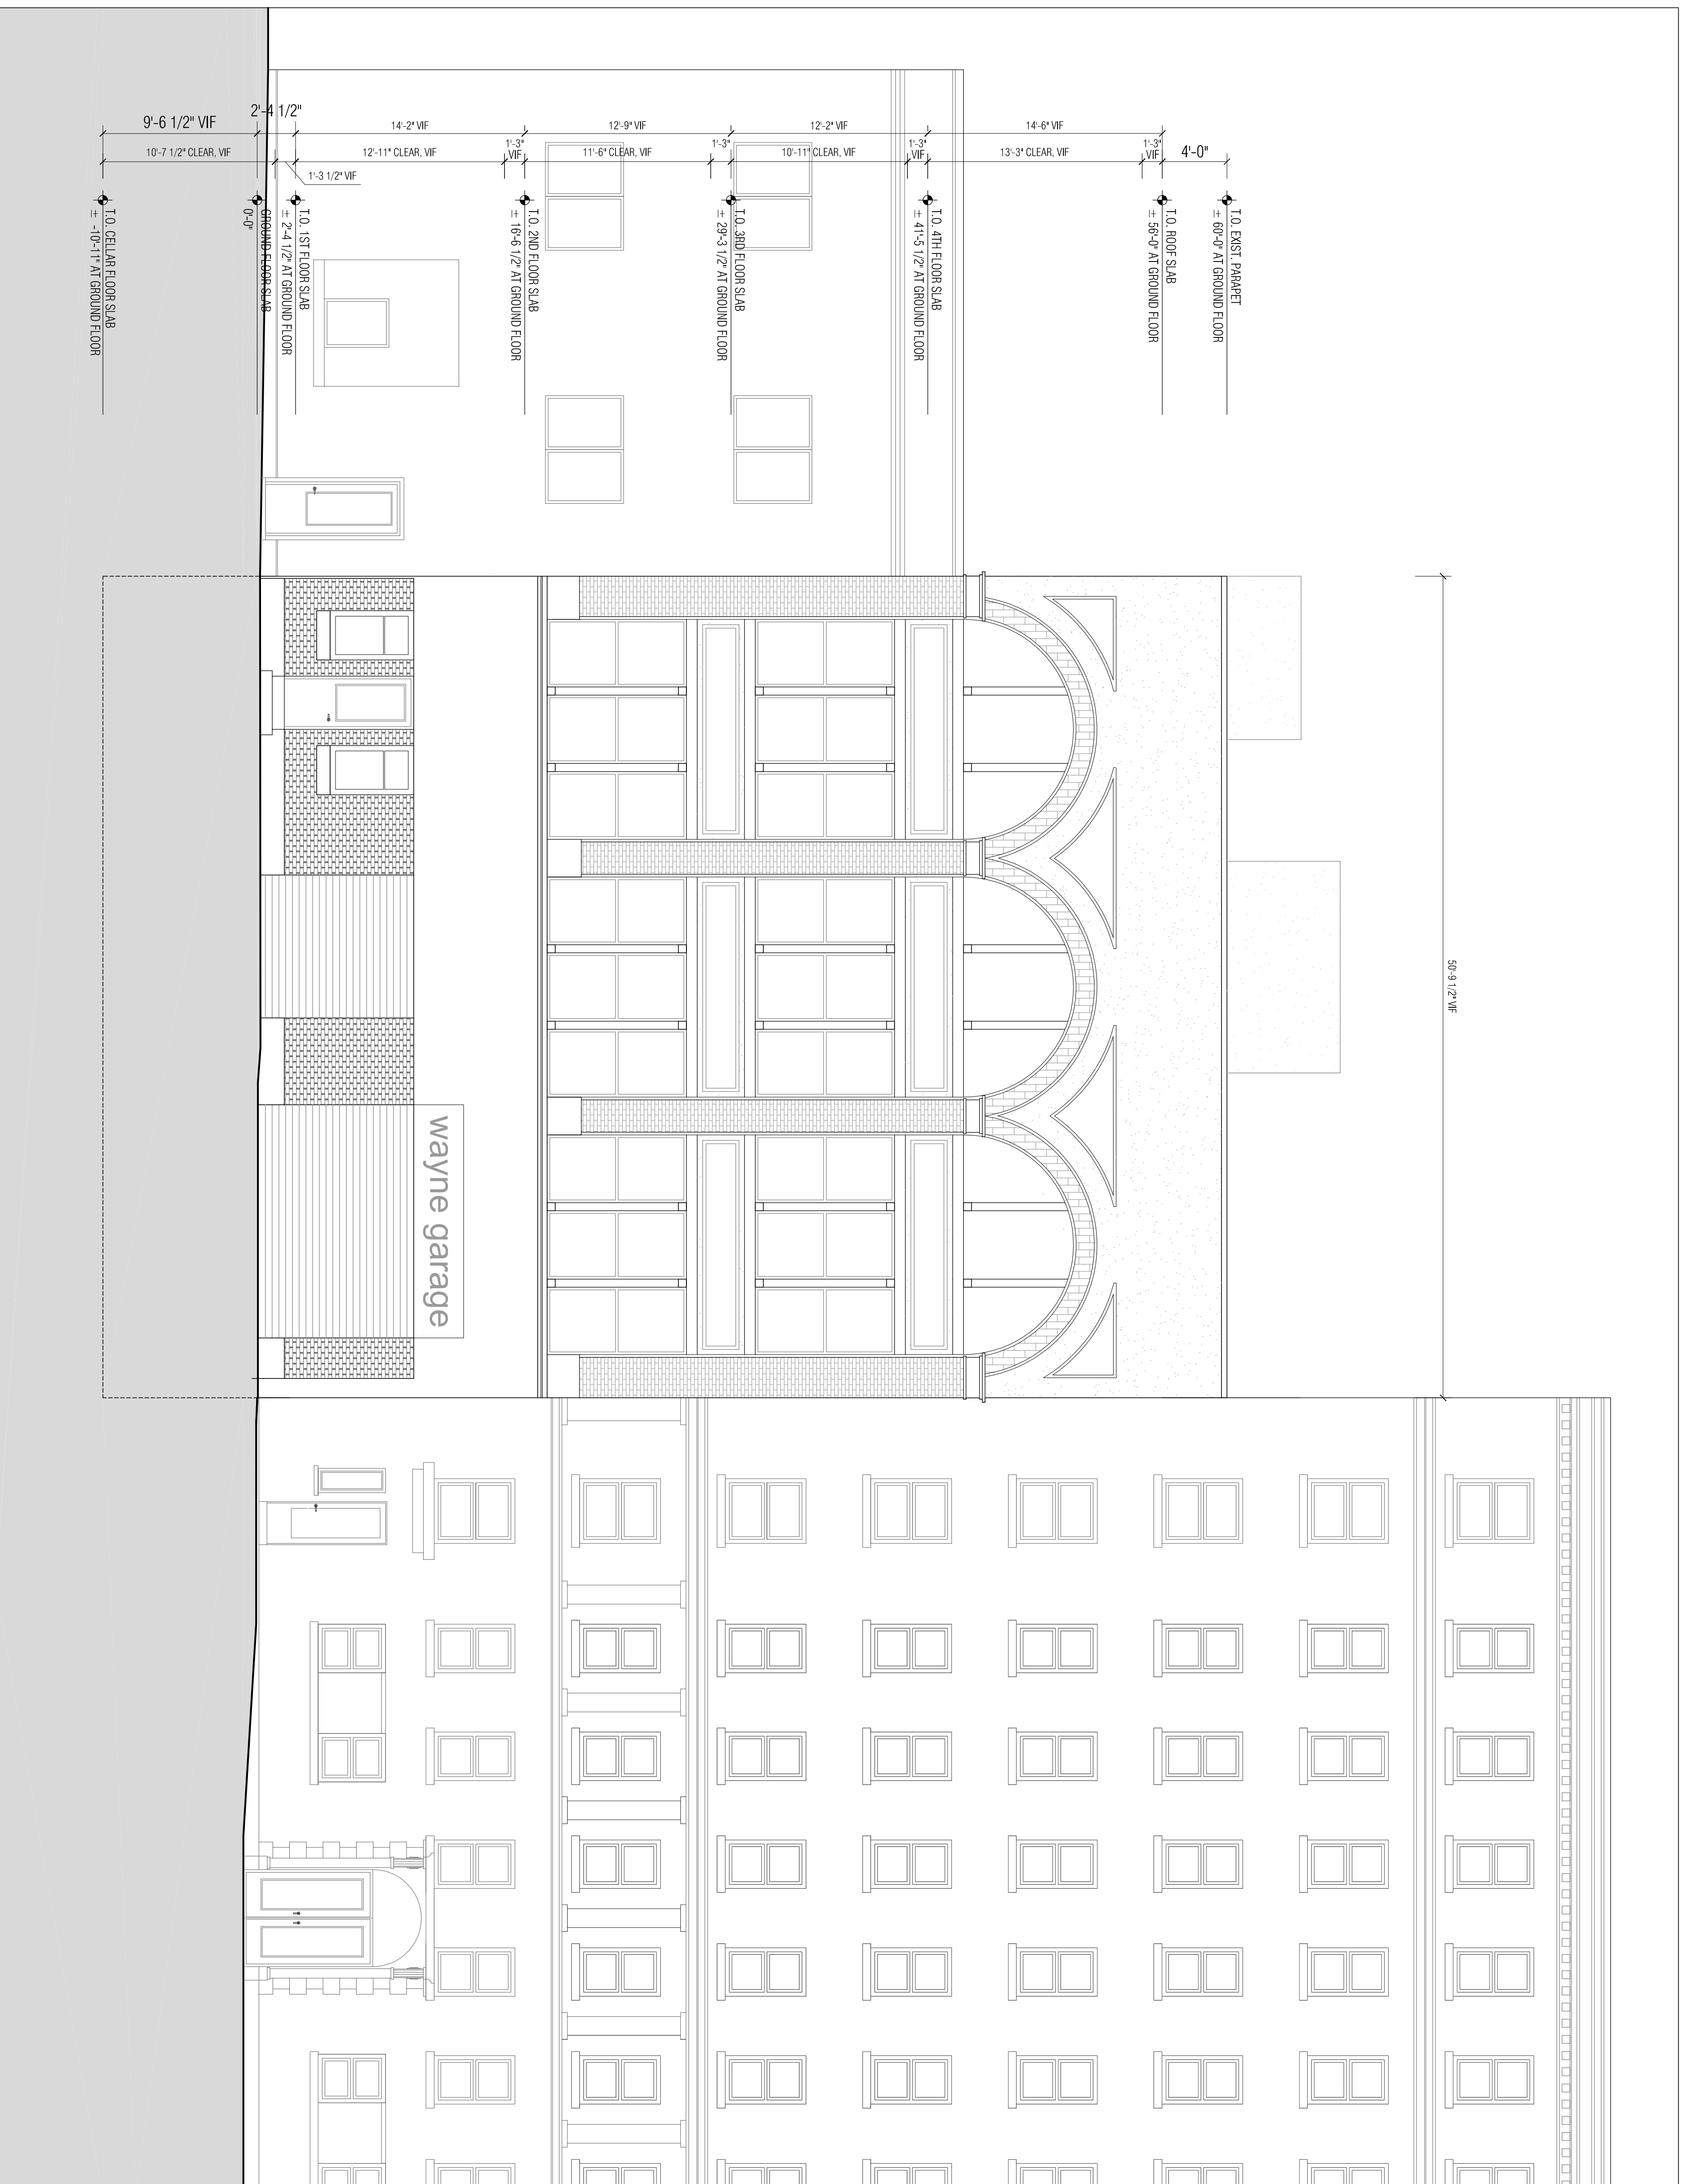 9'-6 1/2" VIF
2'-4 1/2"
14'-2" VIF
12'-9" VIF
12'-2" VIF
14'-6" VIF
10'-7 1/2" CLEAR, VIF
1'-3 1/2" VIF
12'-11" CLEAR, VIF
1'-3"
VIF
11'-6" CLEAR, VIF
1'-3"
10'-11" CLEAR, VIF
1'-3"
VIF
13'-3" CLEAR, VIF
1'-3"
VIF
4'-0"
T.O. EXIST. PARAPET
± 60'-0" AT GROUND FLOOR
T.O. ROOF SLAB
± 56'-0" AT GROUND FLOOR
T.O. 4TH FLOOR SLAB
± 41'-5 1/2" AT GROUND FLOOR
T.O. 3RD FLOOR SLAB
± 29'-3 1/2" AT GROUND FLOOR
T.O. 2ND FLOOR SLAB
± 16'-6 1/2" AT GROUND FLOOR
T.O. 1ST FLOOR SLAB
± 2'-4 1/2" AT GROUND FLOOR
GROUND FLOOR SLAB
0'-0"
T.O. CELLAR FLOOR SLAB
± -10'-11" AT GROUND FLOOR
50'-9 1/2" VIF
wayne garage